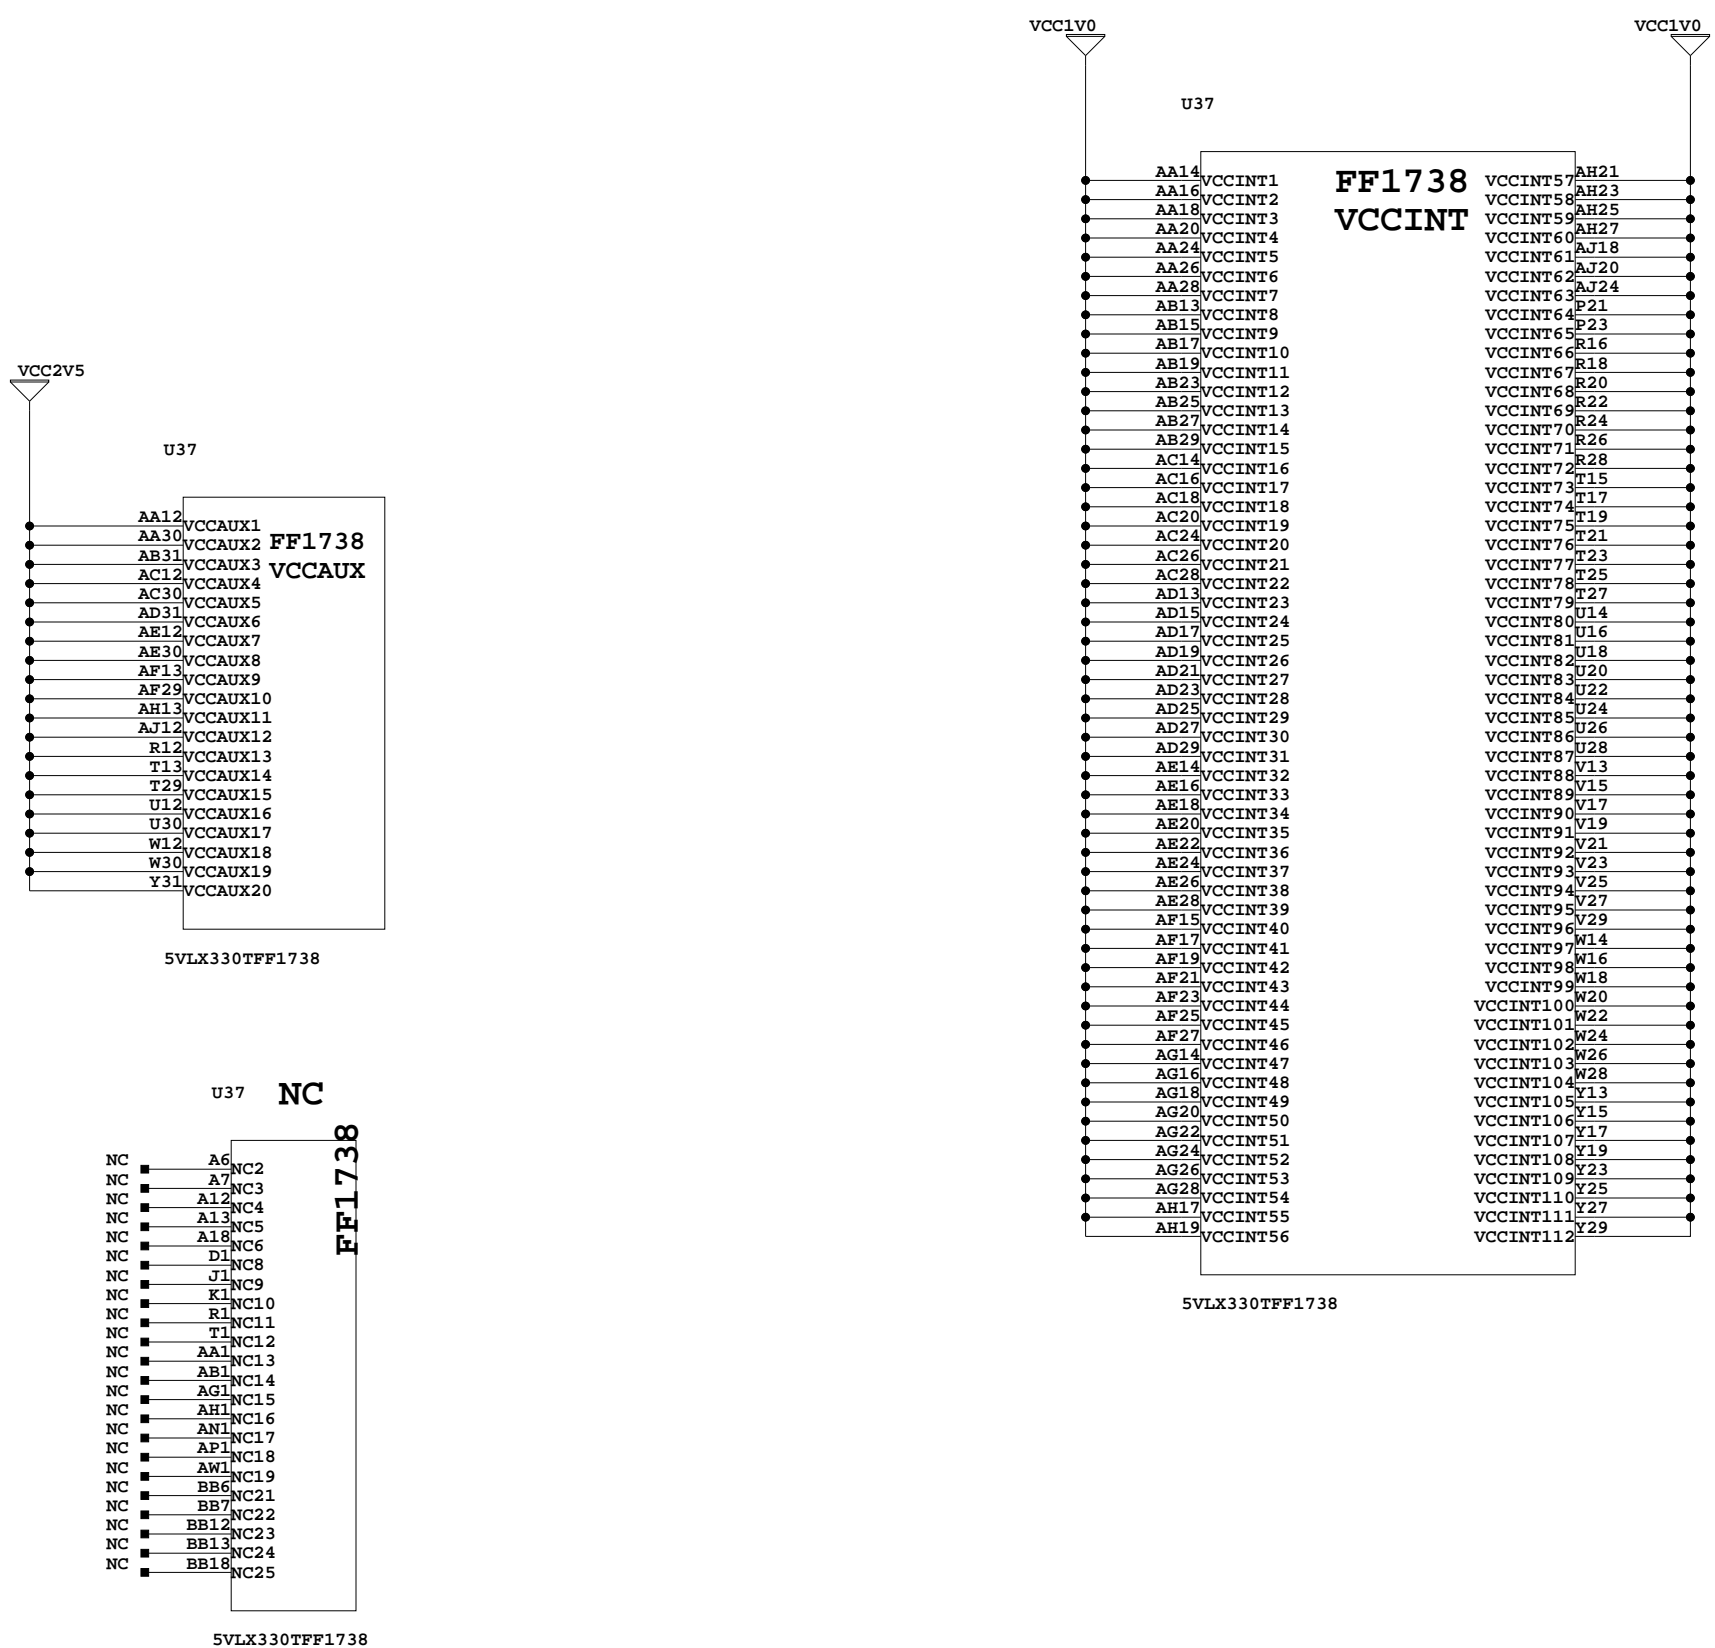 VCC1V0 VCC1V0
U37
FF1738
VCCINT
AA14 VCCINT1 VCCINT57 AH21
AA16 VCCINT2 VCCINT58 AH23
AA18 VCCINT3 VCCINT59 AH25
AA20 VCCINT4 VCCINT60 AH27
AA24 VCCINT5 VCCINT61 AJ18
AA26 VCCINT6 VCCINT62 AJ20
AA28 VCCINT7 VCCINT63 AJ24
AB13 VCCINT8 VCCINT64 P21
AB15 VCCINT9 VCCINT65 P23
AB17 VCCINT10 VCCINT66 R16
AB19 VCCINT11 VCCINT67 R18
AB23 VCCINT12 VCCINT68 R20
AB25 VCCINT13 VCCINT69 R22
AB27 VCCINT14 VCCINT70 R24
AB29 VCCINT15 VCCINT71 R26
AC14 VCCINT16 VCCINT72 R28
AC16 VCCINT17 VCCINT73 T15
AC18 VCCINT18 VCCINT74 T17
AC20 VCCINT19 VCCINT75 T19
AC24 VCCINT20 VCCINT76 T21
AC26 VCCINT21 VCCINT77 T23
AC28 VCCINT22 VCCINT78 T25
AD13 VCCINT23 VCCINT79 T27
AD15 VCCINT24 VCCINT80 U14
AD17 VCCINT25 VCCINT81 U16
AD19 VCCINT26 VCCINT82 U18
AD21 VCCINT27 VCCINT83 U20
AD23 VCCINT28 VCCINT84 U22
AD25 VCCINT29 VCCINT85 U24
AD27 VCCINT30 VCCINT86 U26
AD29 VCCINT31 VCCINT87 U28
AE14 VCCINT32 VCCINT88 V13
AE16 VCCINT33 VCCINT89 V15
AE18 VCCINT34 VCCINT90 V17
AE20 VCCINT35 VCCINT91 V19
AE22 VCCINT36 VCCINT92 V21
AE24 VCCINT37 VCCINT93 V23
AE26 VCCINT38 VCCINT94 V25
AE28 VCCINT39 VCCINT95 V27
AF15 VCCINT40 VCCINT96 V29
AF17 VCCINT41 VCCINT97 W14
AF19 VCCINT42 VCCINT98 W16
AF21 VCCINT43 VCCINT99 W18
AF23 VCCINT44 VCCINT100 W20
AF25 VCCINT45 VCCINT101 W22
AF27 VCCINT46 VCCINT102 W24
AG14 VCCINT47 VCCINT103 W26
AG16 VCCINT48 VCCINT104 W28
AG18 VCCINT49 VCCINT105 Y13
AG20 VCCINT50 VCCINT106 Y15
AG22 VCCINT51 VCCINT107 Y17
AG24 VCCINT52 VCCINT108 Y19
AG26 VCCINT53 VCCINT109 Y23
AG28 VCCINT54 VCCINT110 Y25
AH17 VCCINT55 VCCINT111 Y27
AH19 VCCINT56 VCCINT112 Y29
5VLX330TFF1738
VCC2V5
U37
FF1738
VCCAUX
AA12 VCCAUX1
AA30 VCCAUX2
AB31 VCCAUX3
AC12 VCCAUX4
AC30 VCCAUX5
AD31 VCCAUX6
AE12 VCCAUX7
AE30 VCCAUX8
AF13 VCCAUX9
AF29 VCCAUX10
AH13 VCCAUX11
AJ12 VCCAUX12
R12 VCCAUX13
T13 VCCAUX14
T29 VCCAUX15
U12 VCCAUX16
U30 VCCAUX17
W12 VCCAUX18
W30 VCCAUX19
Y31 VCCAUX20
5VLX330TFF1738
U37 NC
FF1738
NC A6 NC2
NC A7 NC3
NC A12 NC4
NC A13 NC5
NC A18 NC6
NC D1 NC8
NC J1 NC9
NC K1 NC10
NC R1 NC11
NC T1 NC12
NC AA1 NC13
NC AB1 NC14
NC AG1 NC15
NC AH1 NC16
NC AN1 NC17
NC AP1 NC18
NC AW1 NC19
NC BB6 NC21
NC BB7 NC22
NC BB12 NC23
NC BB13 NC24
NC BB18 NC25
5VLX330TFF1738